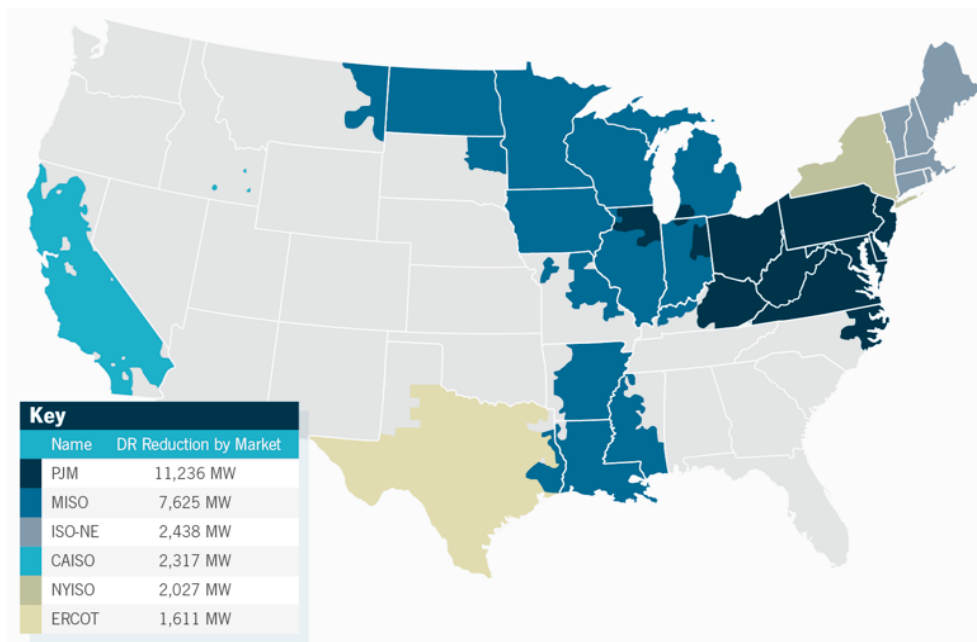 Key
Name DR Reduction by Market
PJM 11,236 MW
MISO 7,625 MW
ISO-NE 2,438 MW
CAISO 2,317 MW
NYISO 2,027 MW
ERCOT 1,611 MW